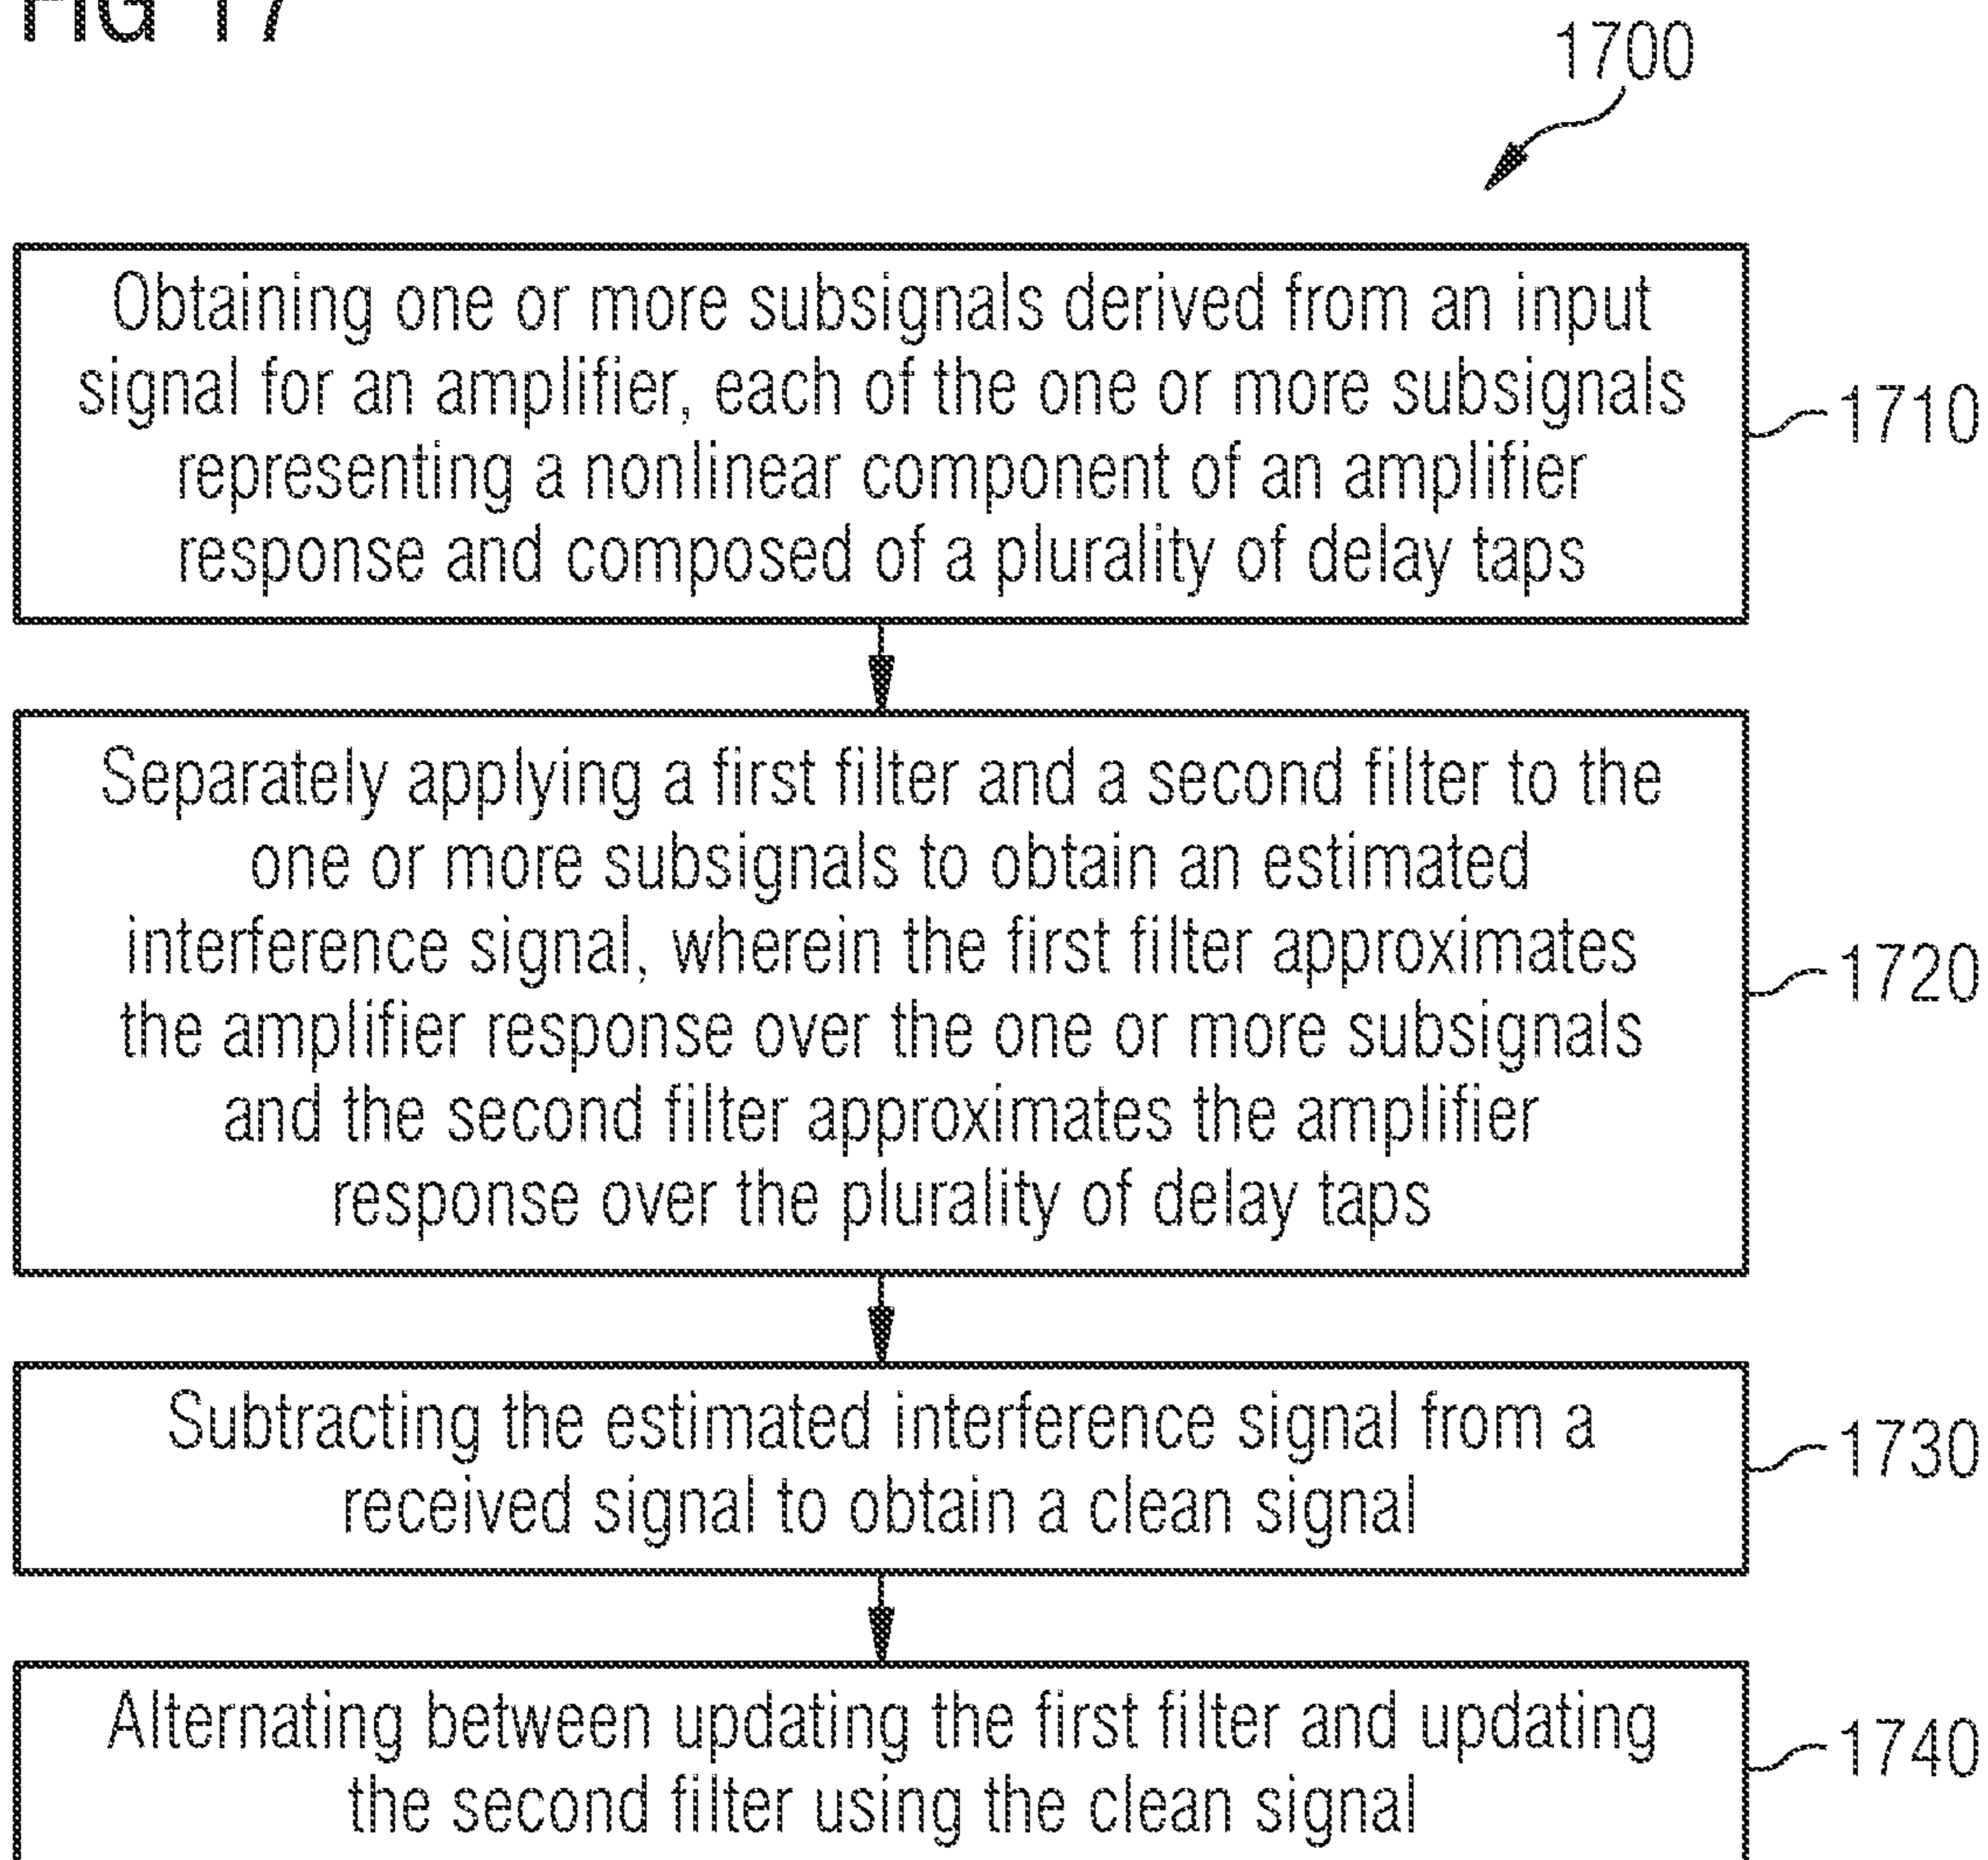 FIG 17
1700
Obtaining one or more subsignals derived from an input
signal for an amplifier, each of the one or more subsignals
representing a nonlinear component of an amplifier
response and composed of a plurality of delay taps
1710
Separately applying a first filter and a second filter to the
one or more subsignals to obtain an estimated
interference signal, wherein the first filter approximates
the amplifier response over the one or more subsignals
and the second filter approximates the amplifier
response over the plurality of delay taps
1720
Subtracting the estimated interference signal from a
received signal to obtain a clean signal
1730
Alternating between updating the first filter and updating
the second filter using the clean signal
1740